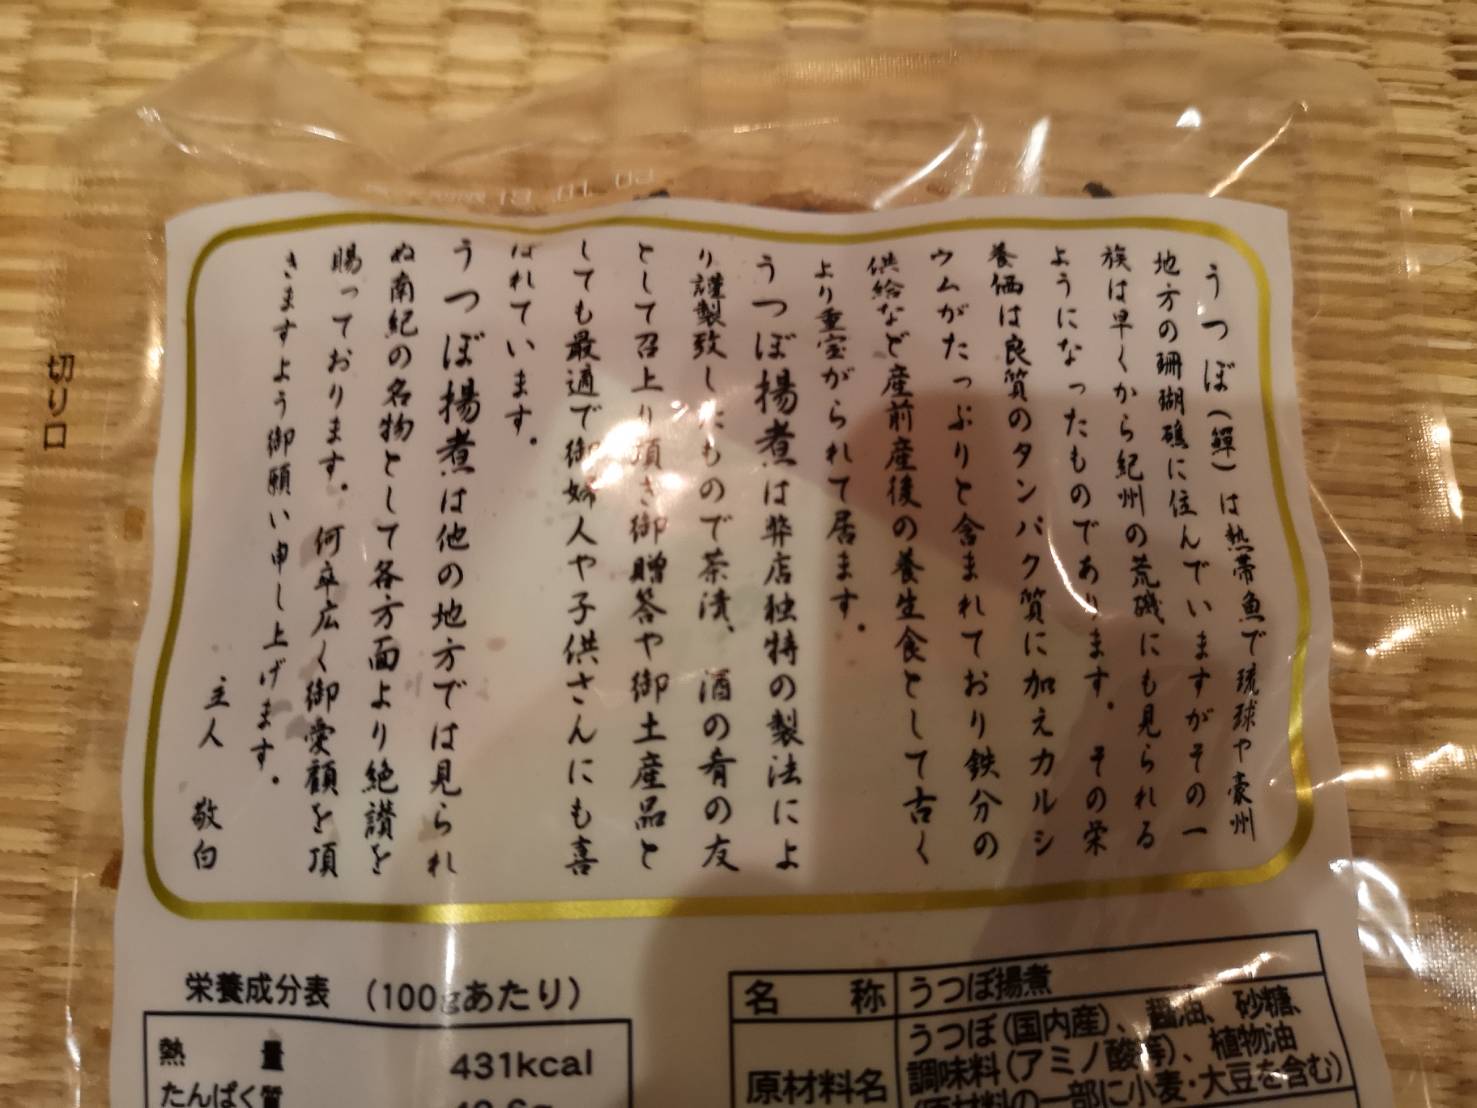 うつぼ(鱓)は熱帯魚で琉球や豪州
地方の珊瑚礁に住んでいますがその一
族は早くから紀州の荒磯にも見られる
ようになったものであります。その栄
養価は良質のタンパク質に加えカルシ
ウムがたっぷりと含まれており鉄分の
供給など産前産後の養生食として古く
より重宝がられて居ます。
うつぼ揚煮は弊店独特の製法によ
り謹製致したもので茶漬、酒の肴の友
として召上り頂き御贈答や御土産品と
しても最適で御婦人や子供さんにも喜
ばれています。
うつぼ揚煮は他の地方では見られ
ぬ南紀の名物として各方面より絶讃を
賜っております。何卒広く御愛顧を頂
きますよう御願い申し上げます。
主人 敬白
切り口
栄養成分表 (100gあたり)
熱量 431kcal
たんぱく質
名称 うつぼ揚煮
原材料名 うつぼ(国内産)、醤油、砂糖、
調味料(アミノ酸等)、植物油
(原材料の一部に小麦・大豆を含む)